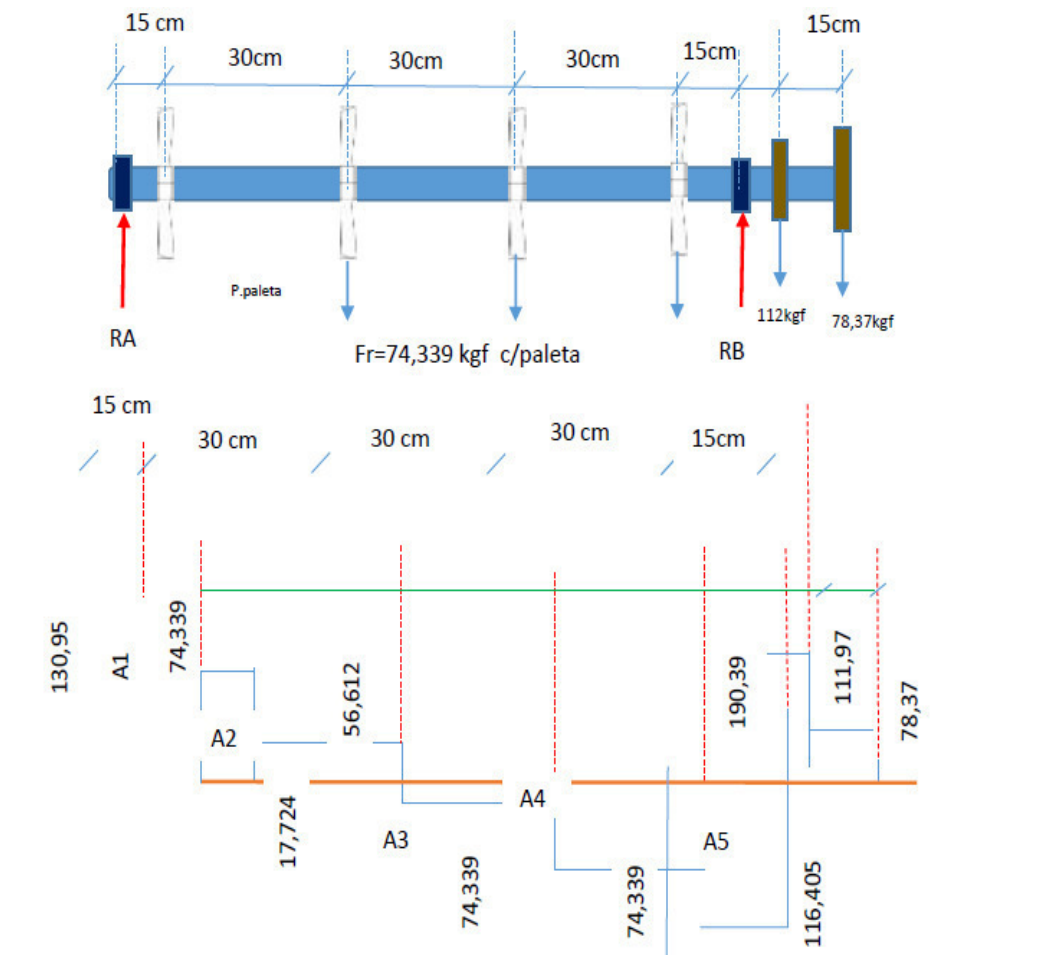 15 cm
15cm
30cm
30cm
30cm
15cm
P.paleta
112kgf
78,37kgf
RA
RB
Fr=74,339 kgf c/paleta
15 cm
30 cm
30 cm
30 cm
15cm
130,95
A1
74,339
A2
56,612
190,39
111,97
78,37
17,724
A3
A4
74,339
74,339
A5
116,405